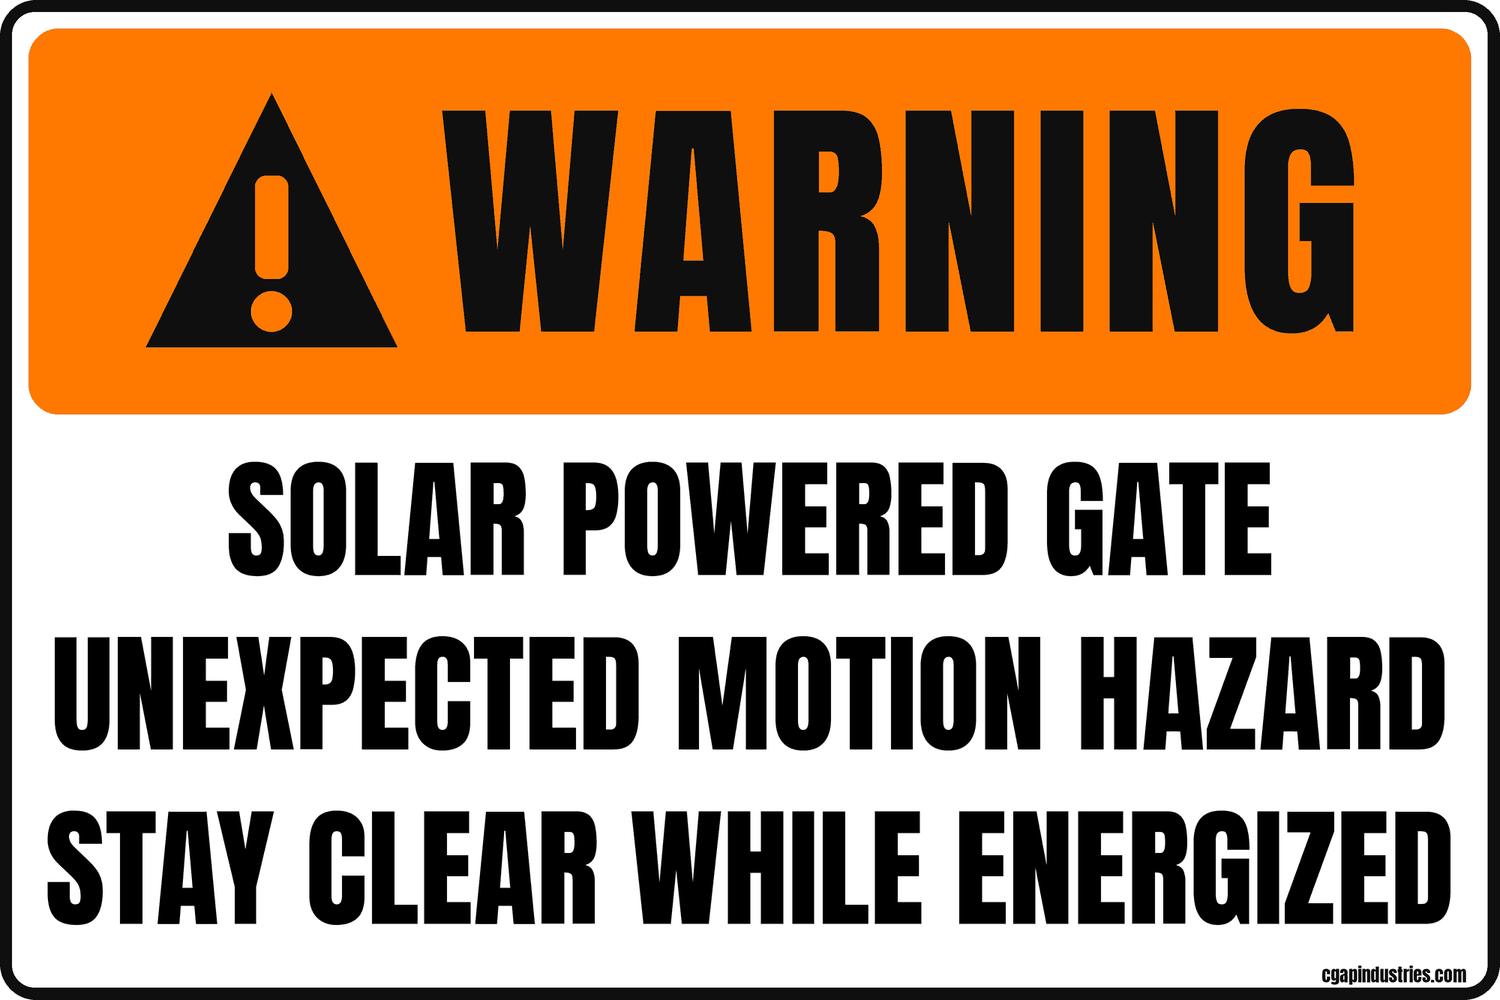 WARNING
SOLAR POWERED GATE
UNEXPECTED MOTION HAZARD
STAY CLEAR WHILE ENERGIZED
cgapindustries.com